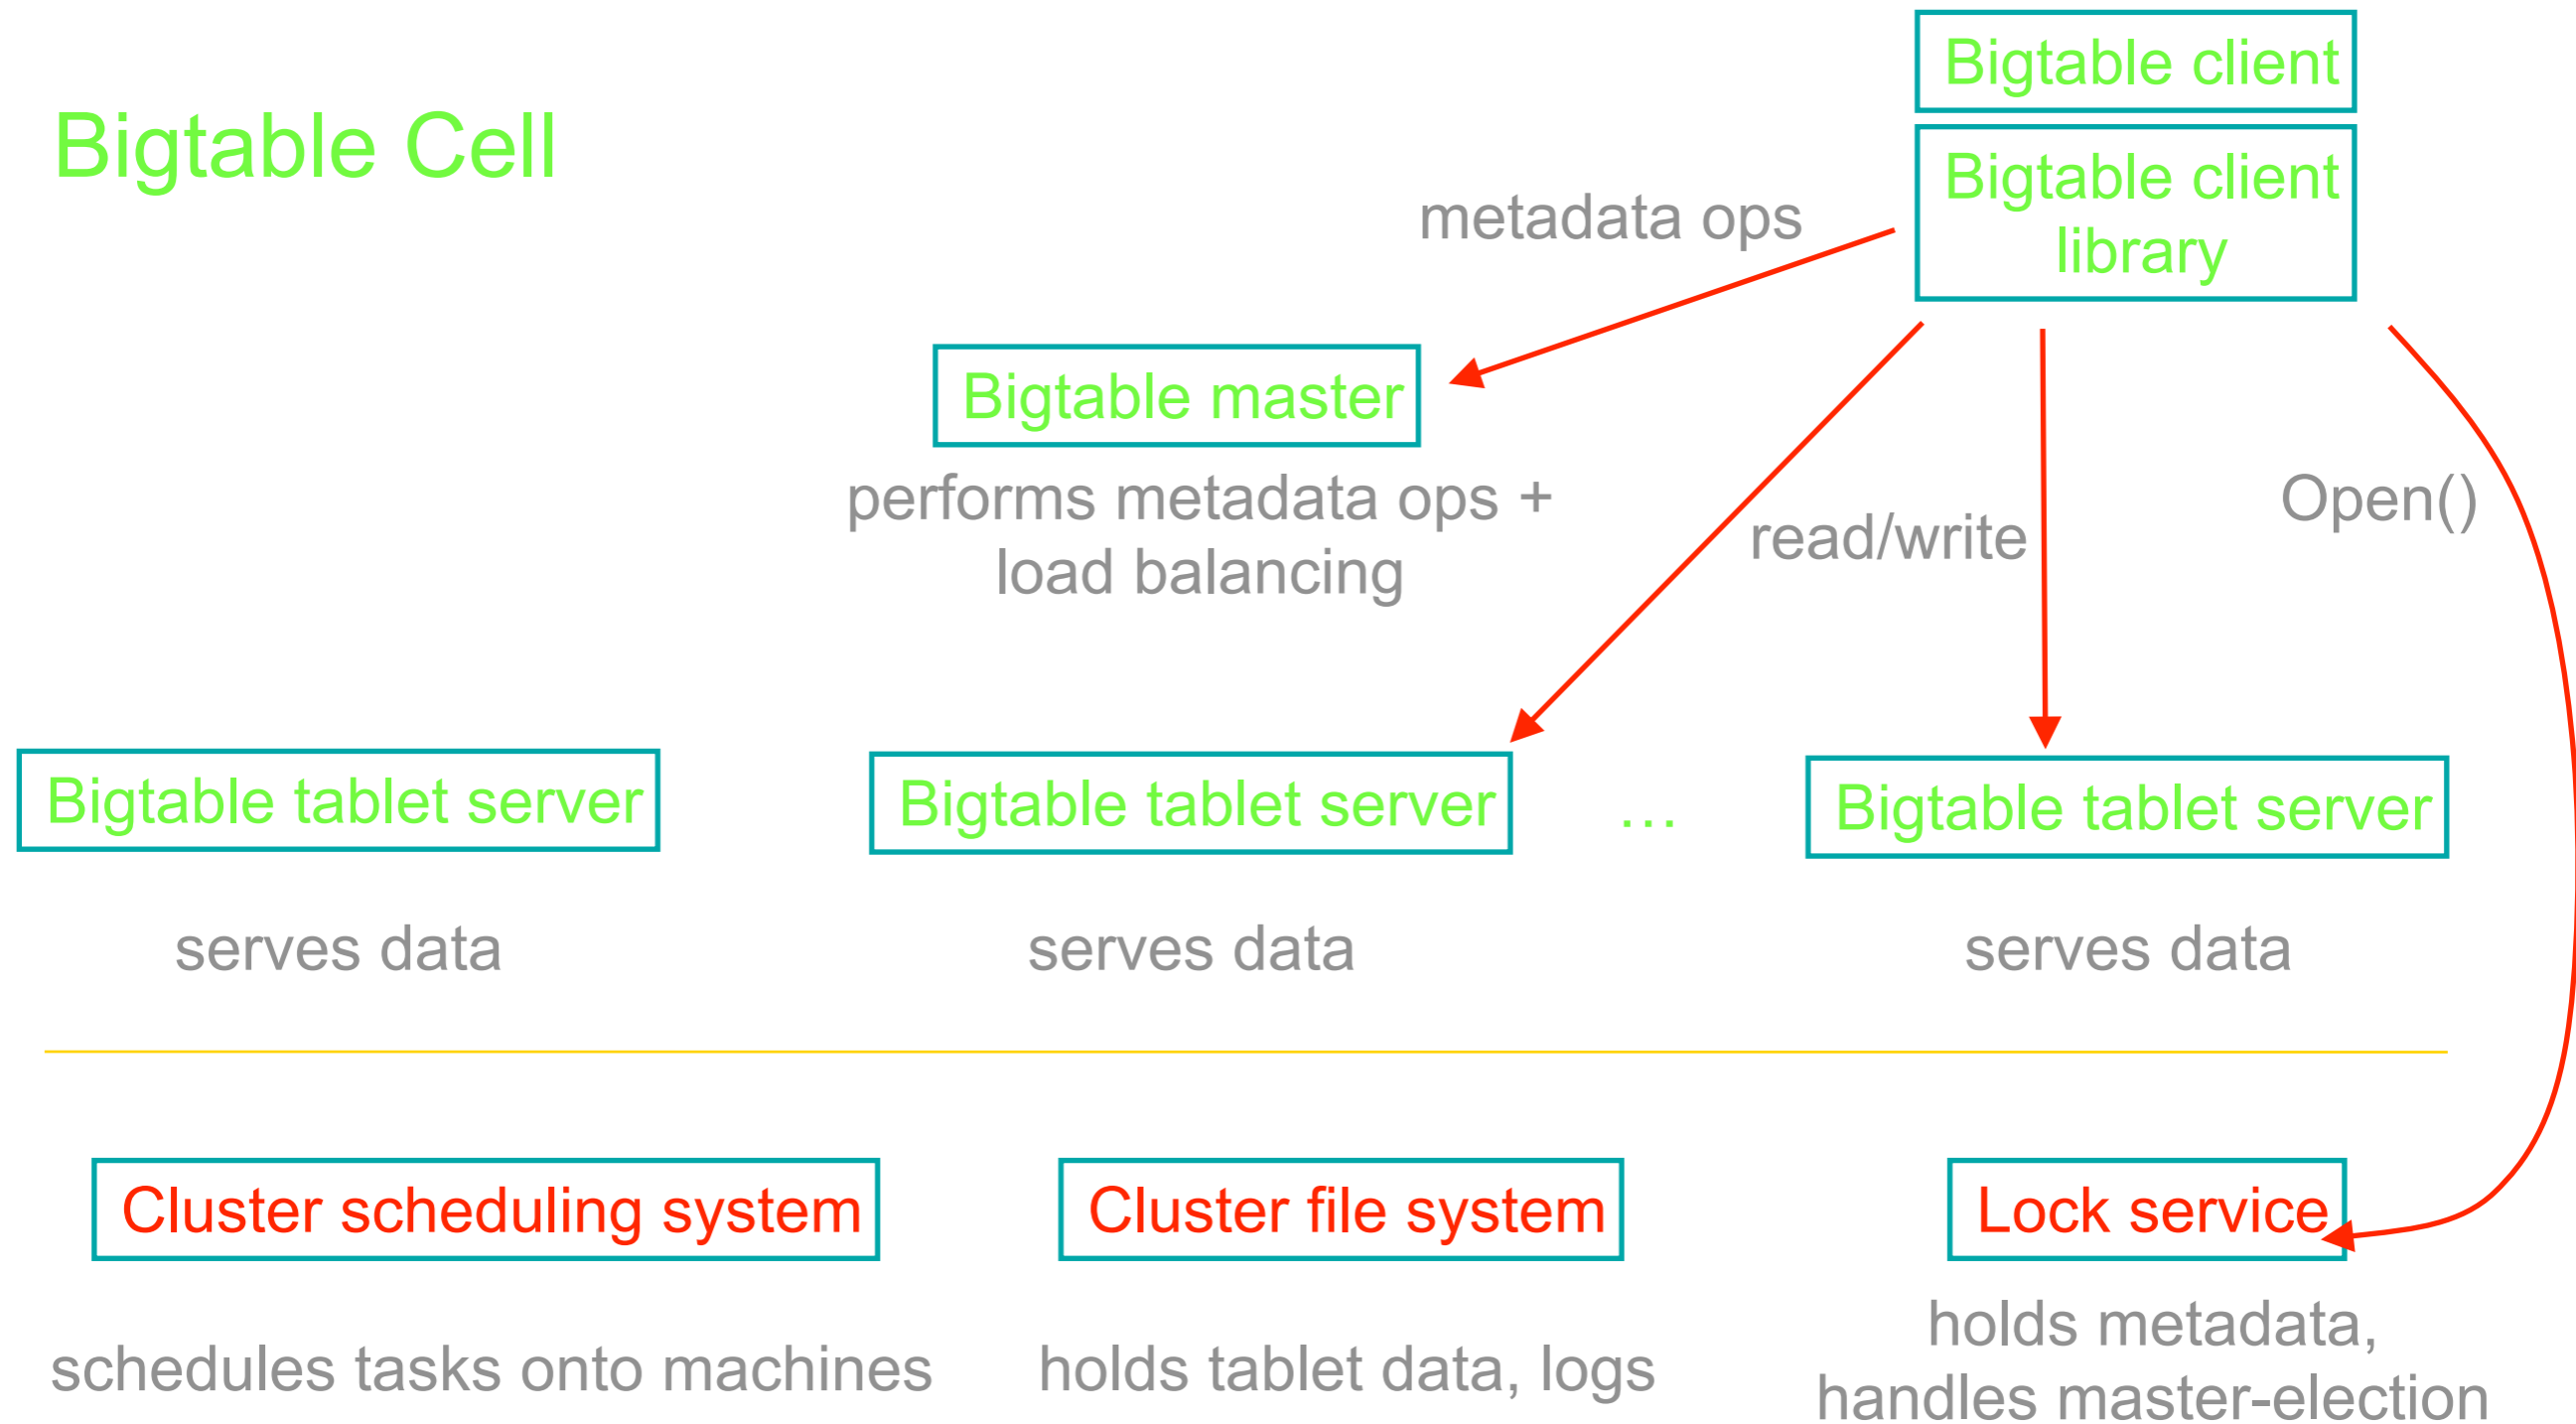 Bigtable Cell
Bigtable client
Bigtable client
library
metadata ops
Bigtable master
performs metadata ops +
load balancing
read/write
Open()
Bigtable tablet server
Bigtable tablet server
...
Bigtable tablet server
serves data
serves data
serves data
Cluster scheduling system
Cluster file system
Lock service
schedules tasks onto machines
holds tablet data, logs
holds metadata,
handles master-election